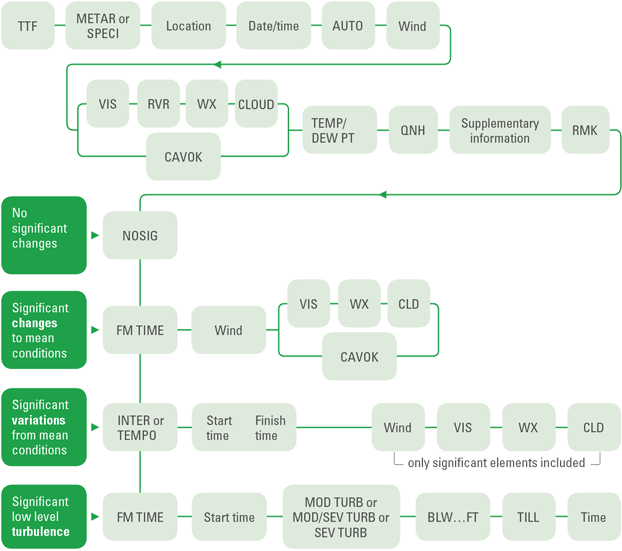 TTF
METAR or
SPECI
Location
Date/time
AUTO
Wind
VIS
RVR
WX
CLOUD
CAVOK
TEMP/
DEW PT
QNH
Supplementary
information
RMK
No
significant
changes
NOSIG
Significant
changes
to mean
conditions
FM TIME
Wind
VIS
WX
CLD
CAVOK
Significant
variations
from mean
conditions
INTER or
TEMPO
Start
time
Finish
time
Wind
VIS
WX
CLD
only significant elements included
Significant
low level
turbulence
FM TIME
Start time
MOD TURB or
MOD/SEV TURB or
SEV TURB
BLW...FT
TILL
Time